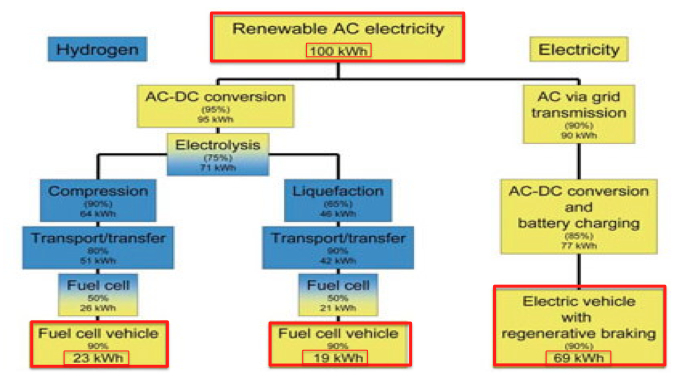 Renewable AC electricity
100 kWh
Hydrogen
Electricity
AC-DC conversion
(95%)
95 kWh
AC via grid
transmission
(90%)
90 kWh
Electrolysis
(75%)
71 kWh
Compression
(90%)
64 kWh
Liquefaction
(65%)
46 kWh
AC-DC conversion
and
battery charging
(85%)
77 kWh
Transport/transfer
80%
51 kWh
Transport/transfer
90%
42 kWh
Fuel cell
50%
26 kWh
Fuel cell
50%
21 kWh
Electric vehicle
with
regenerative braking
(90%)
69 kWh
Fuel cell vehicle
90%
23 kWh
Fuel cell vehicle
90%
19 kWh